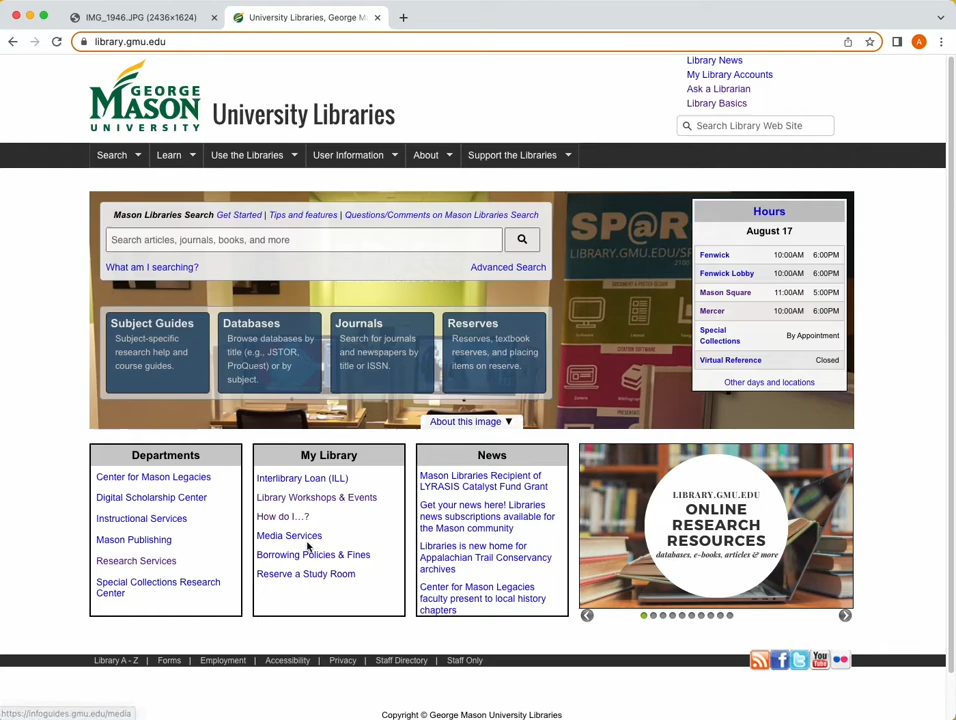 IMG_1946.JPG (2436×1624)
University Libraries, George M
library.gmu.edu
A
Library News
My Library Accounts
Ask a Librarian
Library Basics
GEORGE
MASON
UNIVERSITY
University Libraries
Search Library Web Site
Search Learn Use the Libraries User Information About Support the Libraries
Mason Libraries Search Get Started | Tips and features | Questions/Comments on Mason Libraries Search
Search articles, journals, books, and more
What am I searching? Advanced Search
SP@R
LIBRARY.GMU.EDU/SP
Hours
August 17
Fenwick 10:00AM 6:00PM
Fenwick Lobby 10:00AM 6:00PM
Mason Square 11:00AM 5:00PM
Mercer 10:00AM 6:00PM
Special
Collections By Appointment
Virtual Reference Closed
Other days and locations
Subject Guides
Subject-specific
research help and
course guides.
Databases
Browse databases by
title (e.g., JSTOR,
ProQuest) or by
subject.
Journals
Search for journals
and newspapers by
title or ISSN.
Reserves
Reserves, textbook
reserves, and placing
items on reserve.
About this image ▼
Departments
Center for Mason Legacies
Digital Scholarship Center
Instructional Services
Mason Publishing
Research Services
Special Collections Research
Center
My Library
Interlibrary Loan (ILL)
Library Workshops & Events
How do I...?
Media Services
Borrowing Policies & Fines
Reserve a Study Room
News
Mason Libraries Recipient of
LYRASIS Catalyst Fund Grant
Get your news here! Libraries
news subscriptions available for
the Mason community
Libraries is new home for
Appalachian Trail Conservancy
archives
Center for Mason Legacies
faculty present to local history
chapters
LIBRARY.GMU.EDU
ONLINE
RESEARCH
RESOURCES
databases, e-books, articles & more
Library A - Z | Forms | Employment | Accessibility | Privacy | Staff Directory | Staff Only
You
Tube
https://infoguides.gmu.edu/media
Copyright © George Mason University Libraries